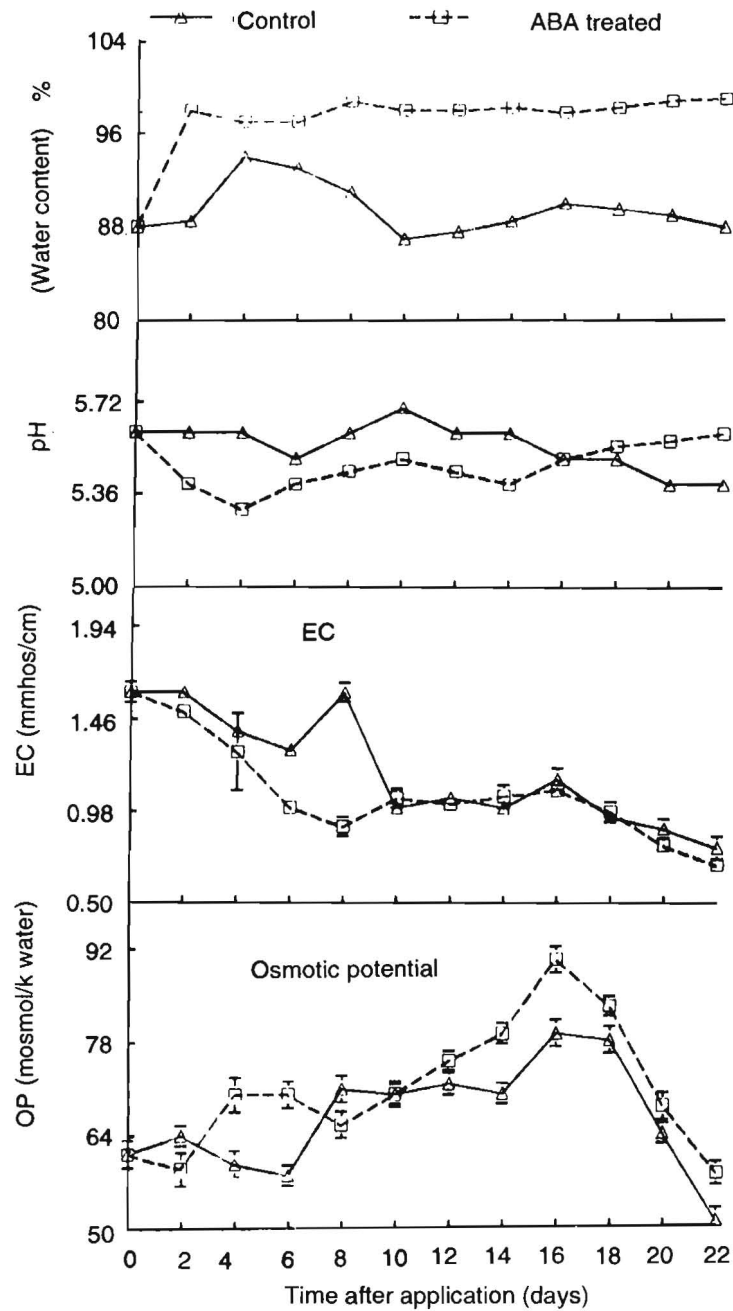 Control ABA treated
104
96
88
80
(Water content) %
5.72
5.36
5.00
pH
EC
1.94
1.46
0.98
0.50
EC (mmhos/cm)
Osmotic potential
92
78
64
50
OP (mosmol/k water)
0 2 4 6 8 10 12 14 16 18 20 22
Time after application (days)